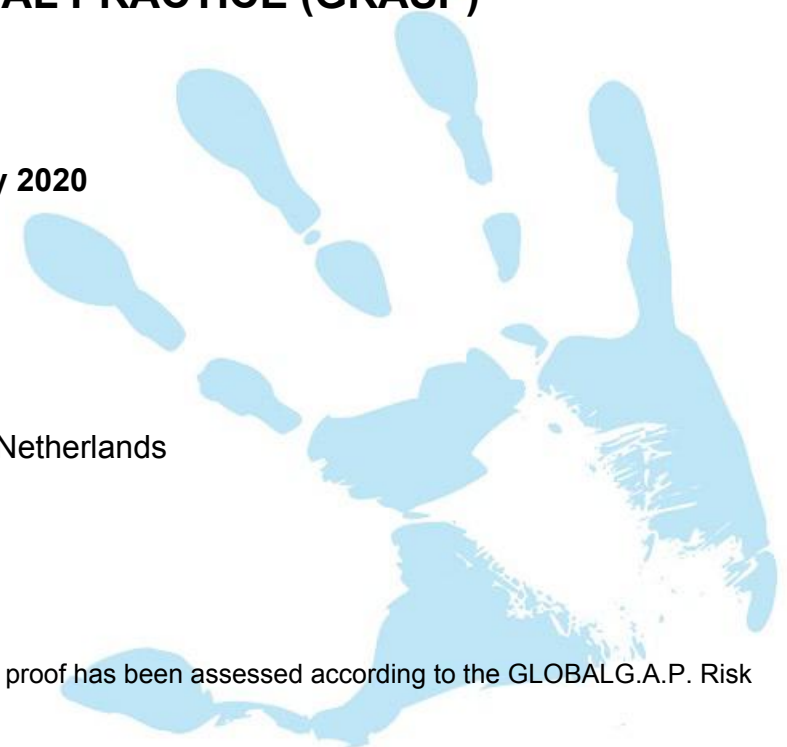 AL PRACTICE (GRASP)
y 2020
Netherlands
proof has been assessed according to the GLOBALG.A.P. Risk